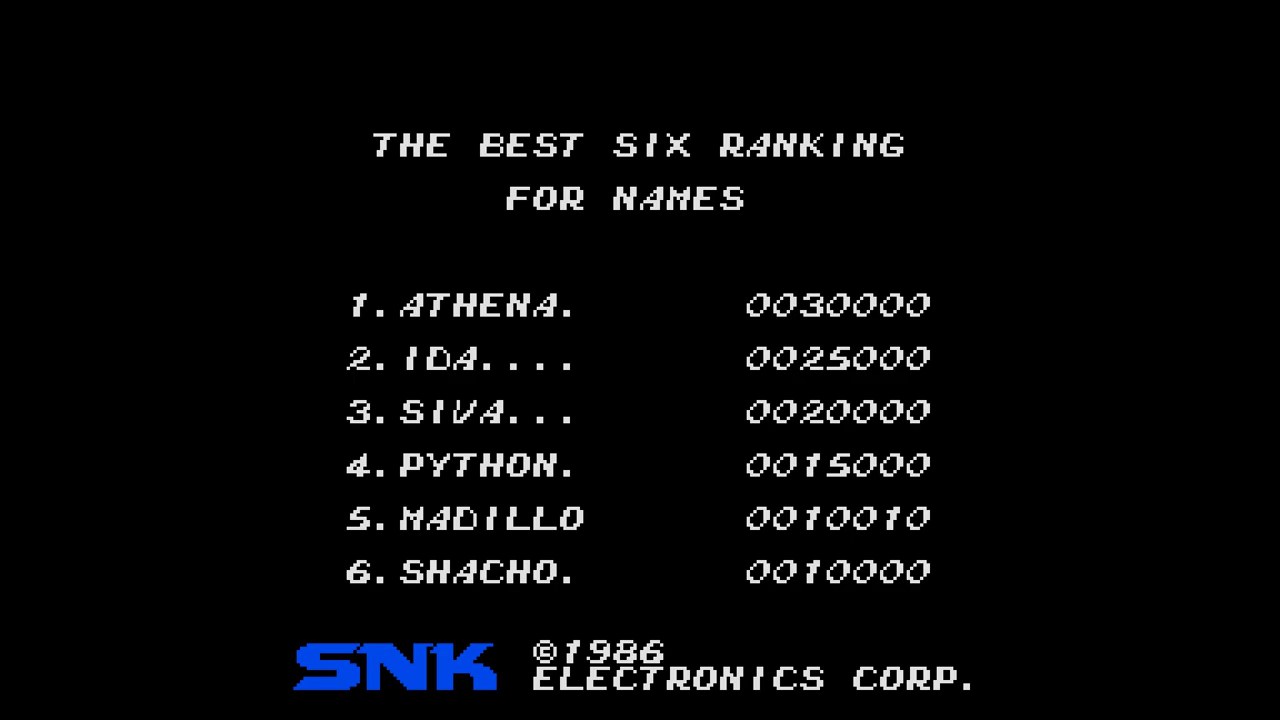 THE BEST SIX RANKING
FOR NAMES
1.ATHENA. 0030000
2.IDA.... 0025000
3.SIVA... 0020000
4.PYTHON. 0015000
5.MADILLO 0010010
6.SHACHO. 0010000
SNK ©1986
ELECTRONICS CORP.